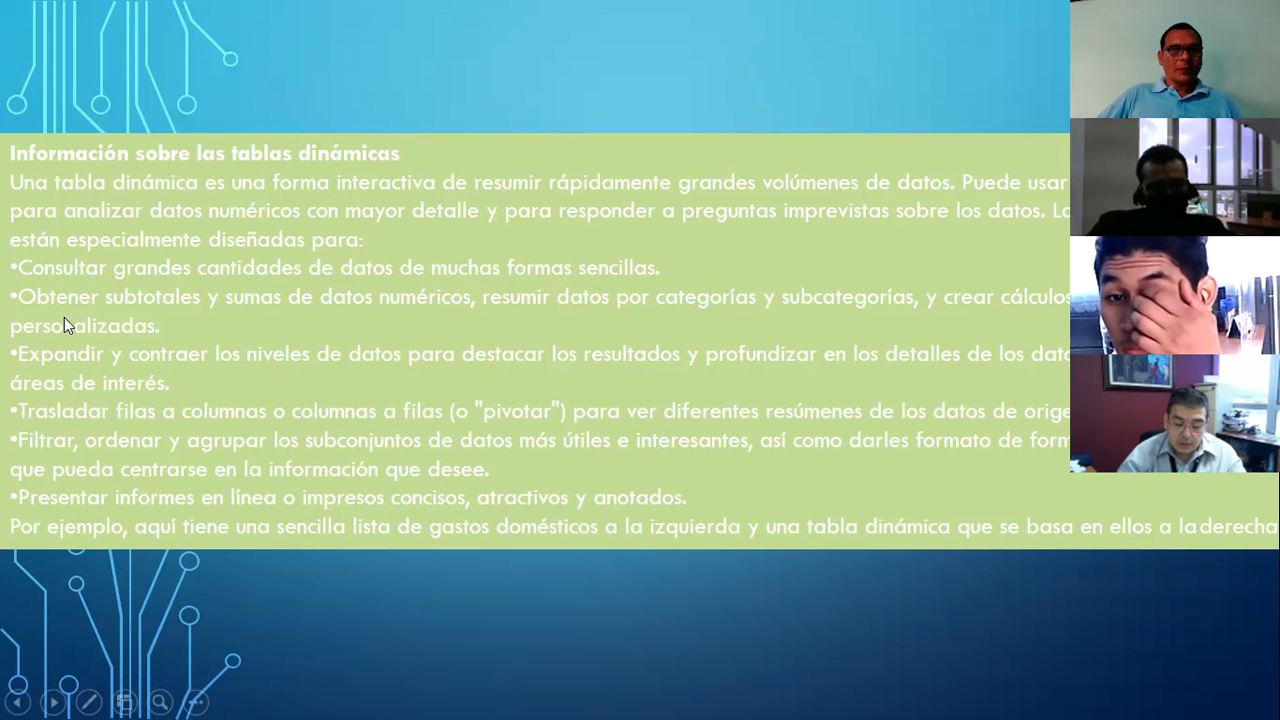 Información sobre las tablas dinámicas
Una tabla dinámica es una forma interactiva de resumir rápidamente grandes volúmenes de datos. Puede usar
para analizar datos numéricos con mayor detalle y para responder a preguntas imprevistas sobre los datos.
están especialmente diseñadas para:
•Consultar grandes cantidades de datos de muchas formas sencillas.
•Obtener subtotales y sumas de datos numéricos, resumir datos por categorías y subcategorías, y crear cálculos
personalizadas.
•Expandir y contraer los niveles de datos para destacar los resultados y profundizar en los detalles de los
áreas de interés.
•Trasladar filas a columnas o columnas a filas (o "pivotar") para ver diferentes resúmenes de los datos de
•Filtrar, ordenar y agrupar los subconjuntos de datos más útiles e interesantes, así como darles formato de
que pueda centrarse en la información que desee.
•Presentar informes en línea o impresos concisos, atractivos y anotados.
Por ejemplo, aquí tiene una sencilla lista de gastos domésticos a la izquierda y una tabla dinámica que se basa en ellos a la derecha